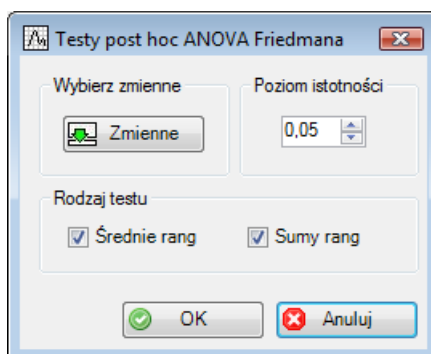 Testy post hoc ANOVA Friedmana
Wybierz zmienne
Poziom istotności
Zmienne
0,05
Rodzaj testu
Średnie rang
Sumy rang
OK
Anuluj